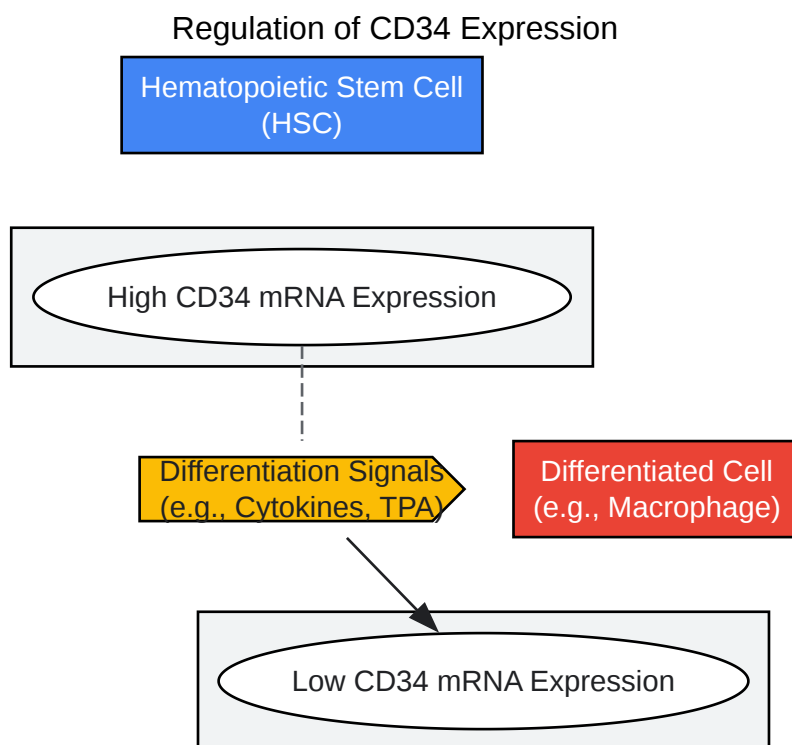 Regulation of CD34 Expression
Hematopoietic Stem Cell
(HSC)
High CD34 mRNA Expression
Differentiation Signals
(e.g., Cytokines, TPA)
Differentiated Cell
(e.g., Macrophage)
Low CD34 mRNA Expression